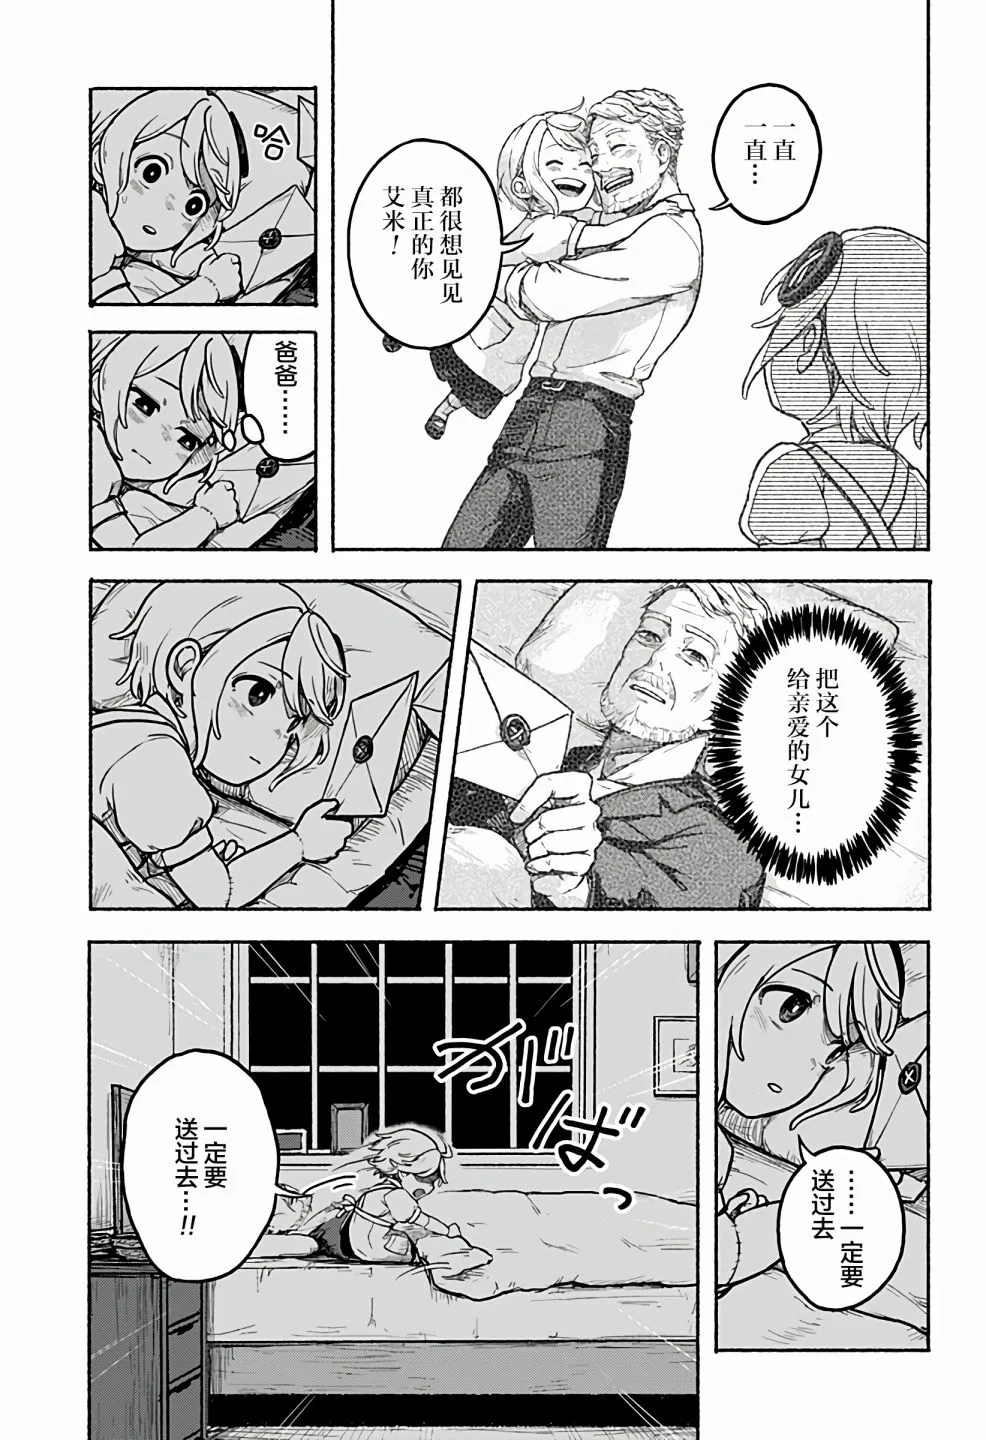 一直
一直…
都很想见见
真正的你
艾米！
哈
爸爸……
把这个
给亲爱的女儿…
……一定要
送过去
がばっ
一定要
送过去…!!